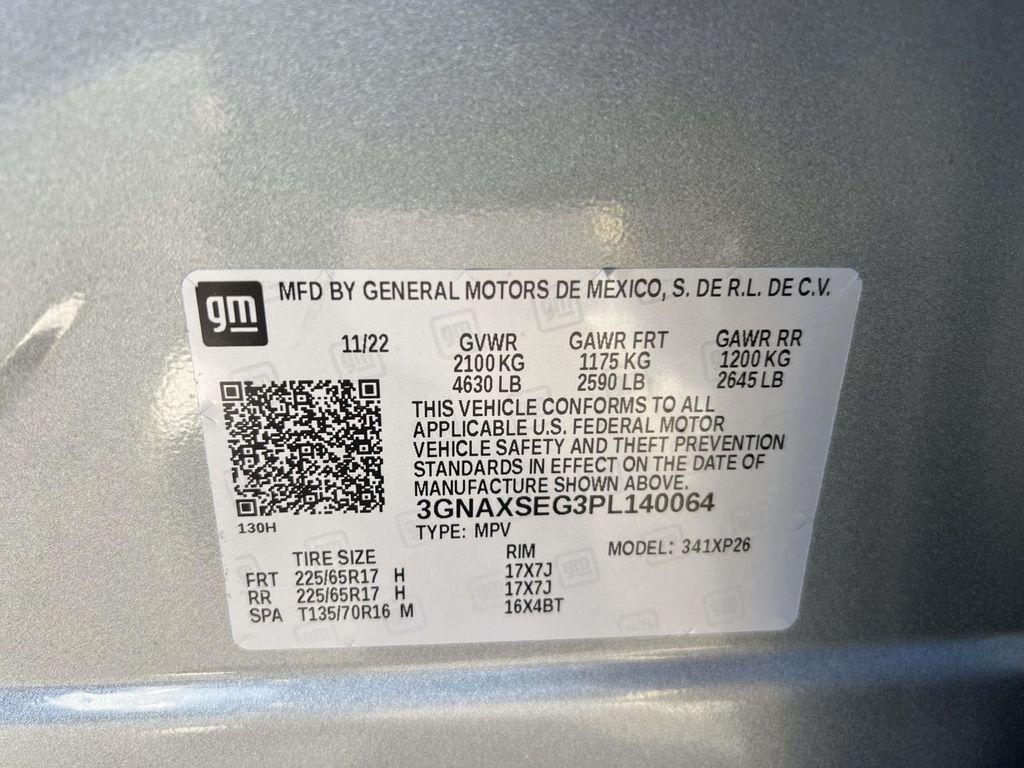 gm MFD BY GENERAL MOTORS DE MEXICO, S. DE R.L. DE C.V.
11/22 GVWR GAWR FRT GAWR RR
2100 KG 1175 KG 1200 KG
4630 LB 2590 LB 2645 LB
THIS VEHICLE CONFORMS TO ALL
APPLICABLE U.S. FEDERAL MOTOR
VEHICLE SAFETY AND THEFT PREVENTION
STANDARDS IN EFFECT ON THE DATE OF
MANUFACTURE SHOWN ABOVE.
3GNAXSEG3PL140064
130H
TYPE: MPV
TIRE SIZE RIM MODEL: 341XP26
FRT 225/65R17 H 17X7J
RR 225/65R17 H 17X7J
SPA T135/70R16 M 16X4BT